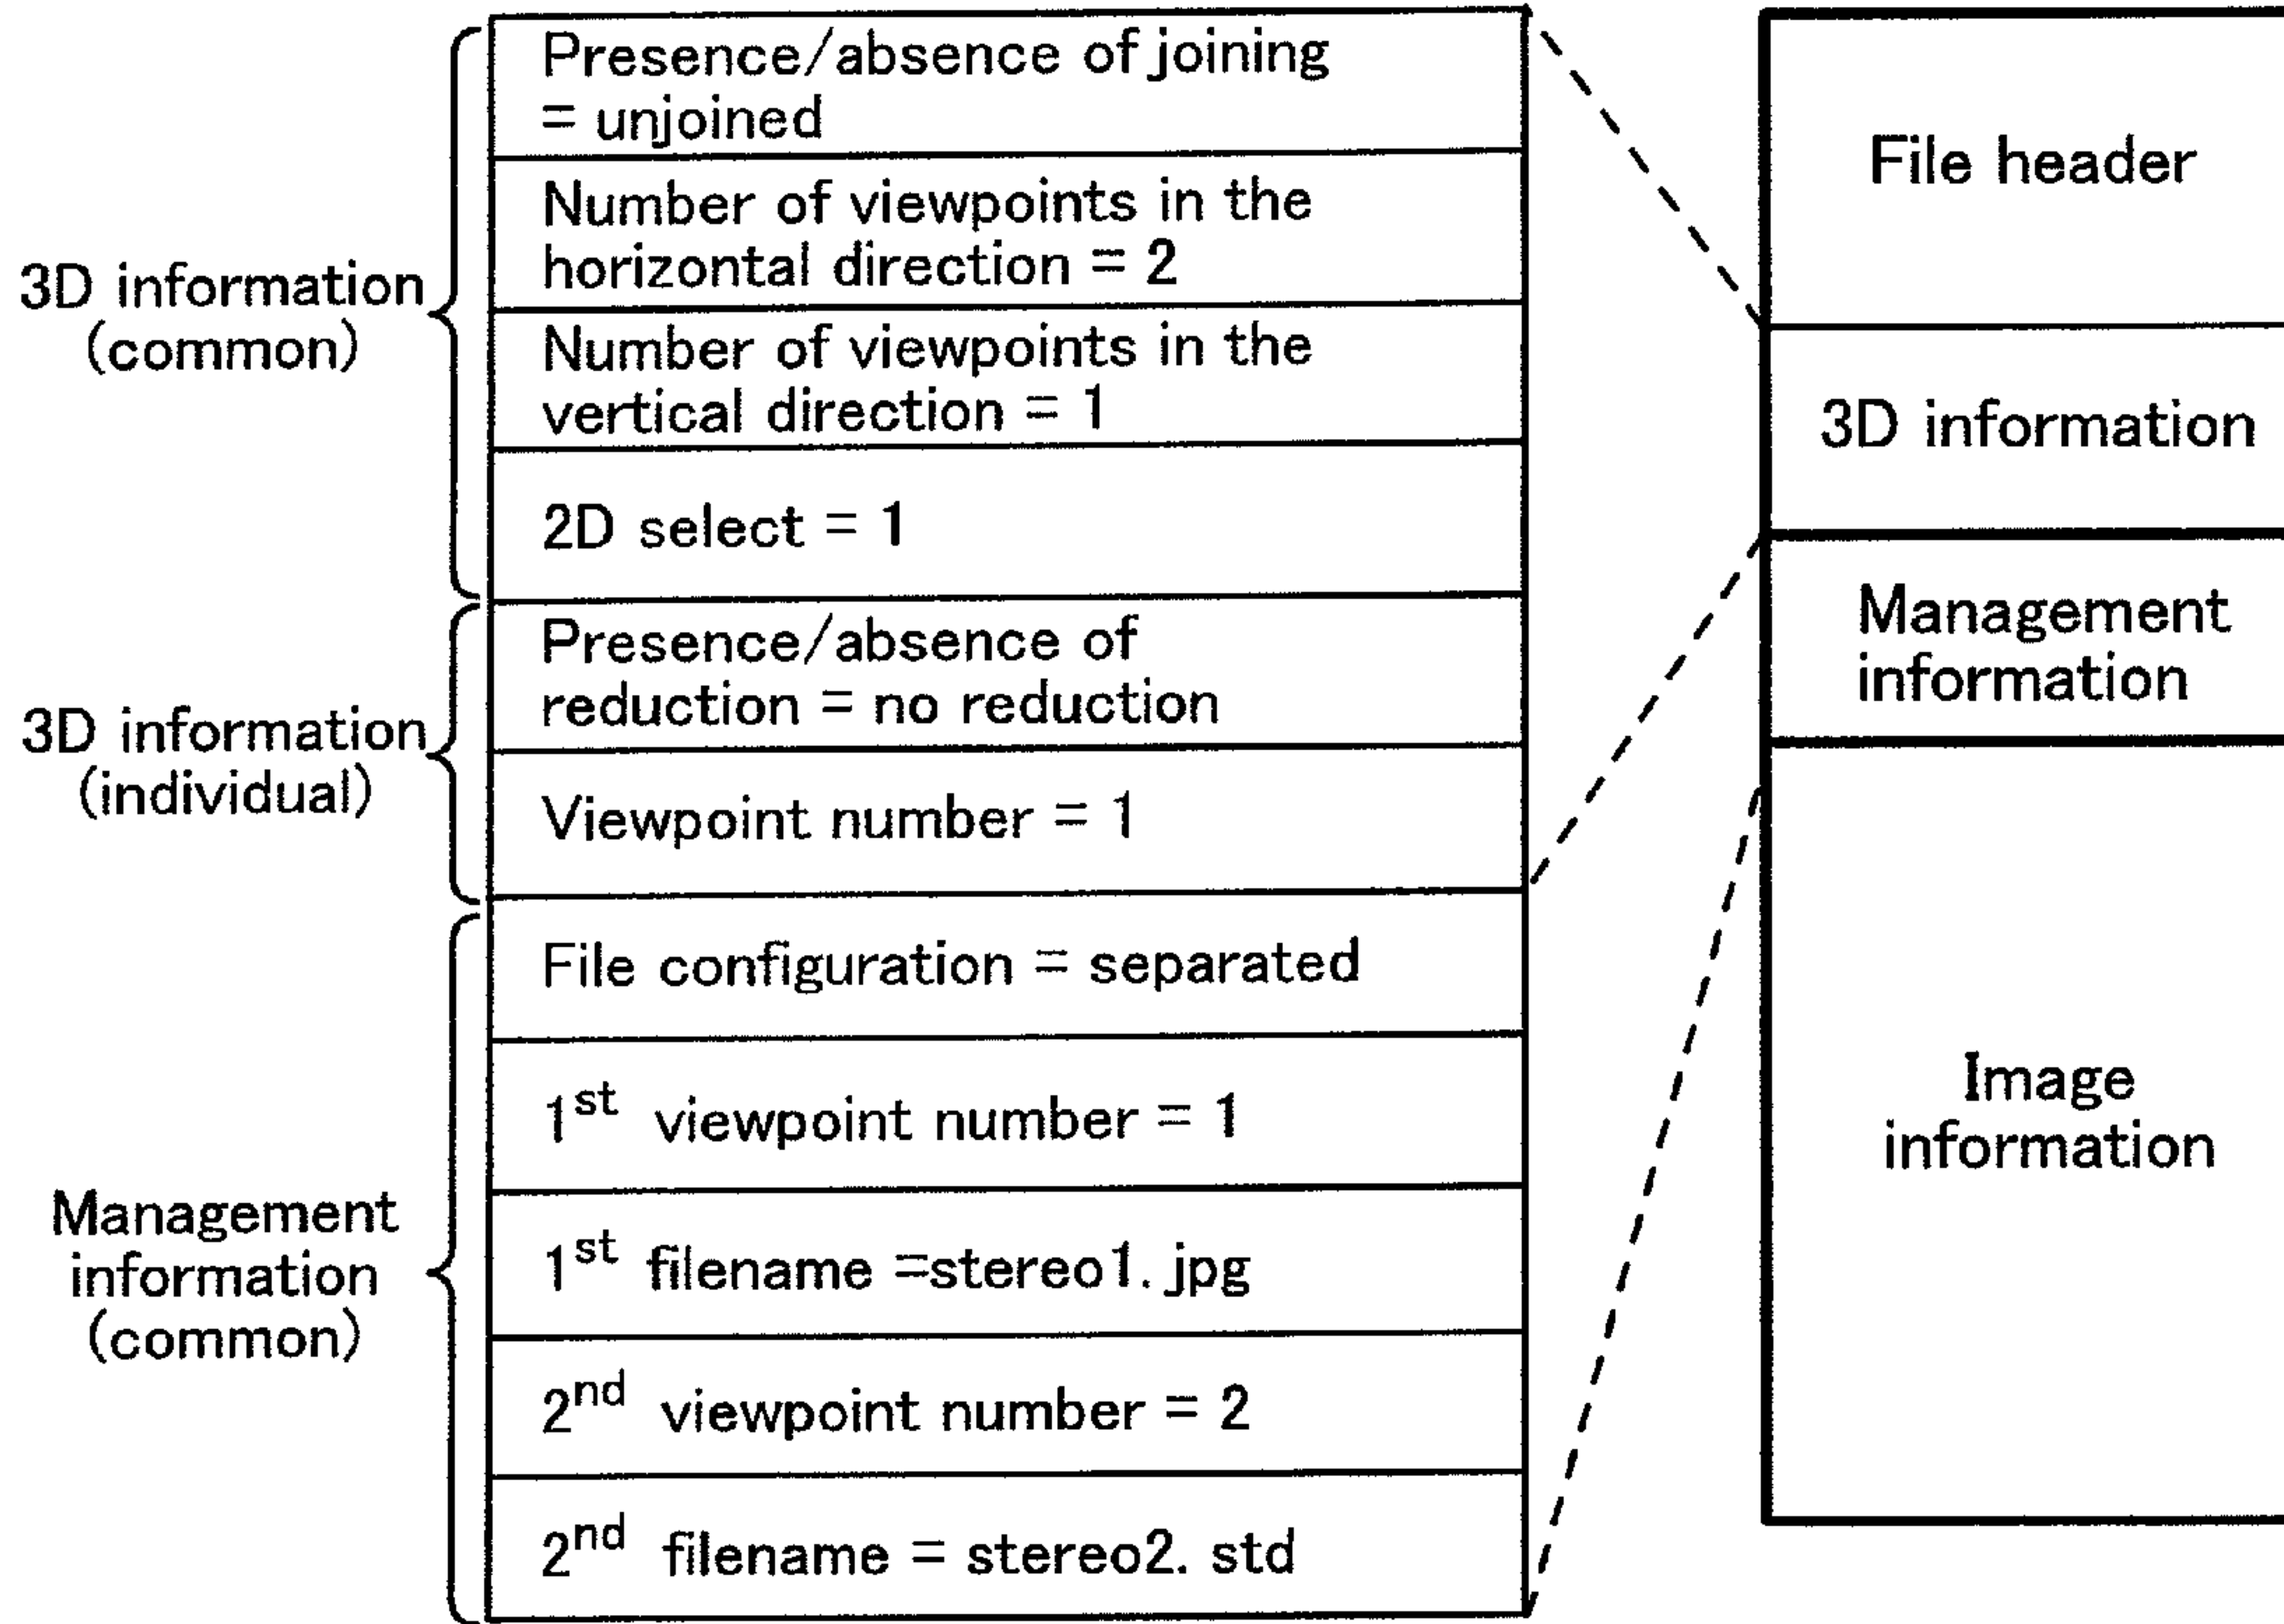 3D information
(common)
Presence/absence of joining
= unjoined
Number of viewpoints in the
horizontal direction = 2
Number of viewpoints in the
vertical direction = 1
2D select = 1
3D information
(individual)
Presence/absence of
reduction = no reduction
Viewpoint number = 1
Management
information
(common)
File configuration = separated
1st viewpoint number = 1
1st filename =stereo1. jpg
2nd viewpoint number = 2
2nd filename = stereo2. std
File header
3D information
Management
information
Image
information